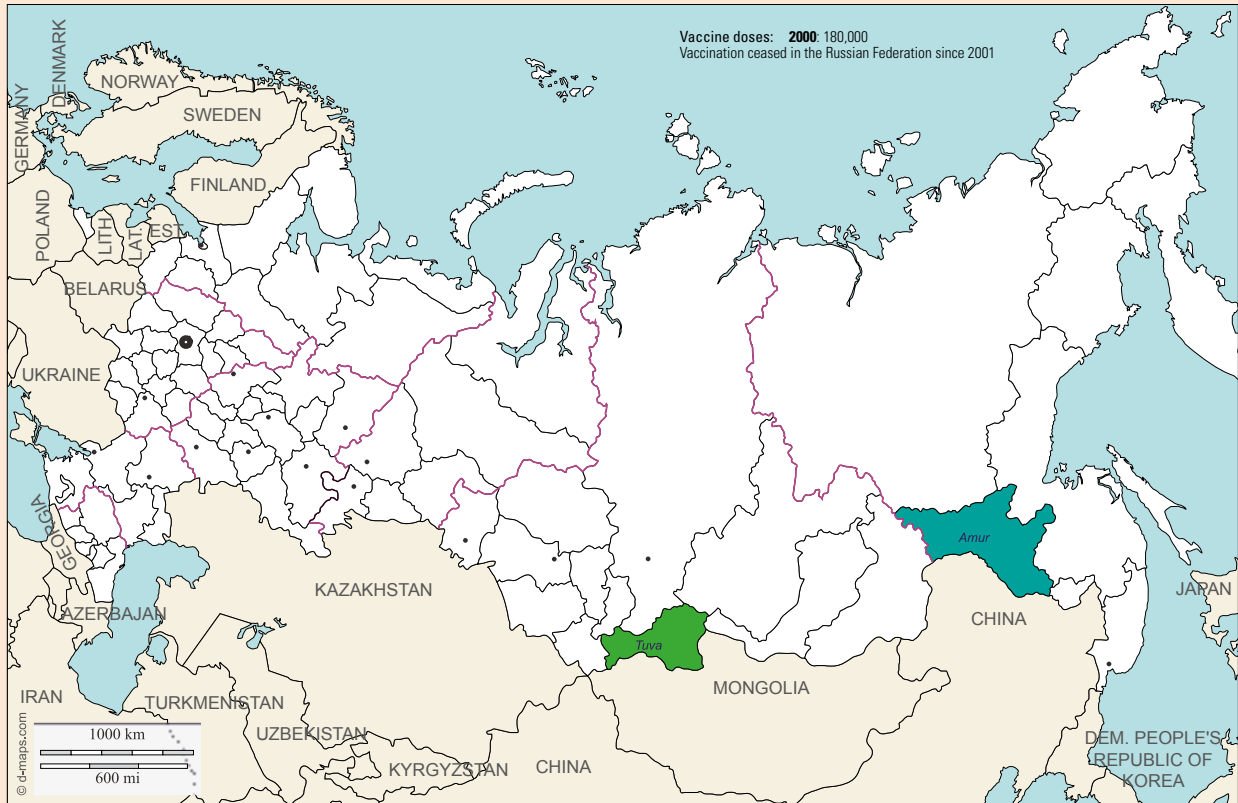 Vaccine doses: 2000: 180,000
Vaccination ceased in the Russian Federation since 2001
GERMANY
DENMARK
NORWAY
SWEDEN
FINLAND
POLAND
LITH.
LAT.
EST.
BELARUS
UKRAINE
GEORGIA
AZERBAJAN
KAZAKHSTAN
Amur
Tuva
JAPAN
CHINA
MONGOLIA
IRAN
TURKMENISTAN
UZBEKISTAN
KYRGYZSTAN
CHINA
DEM. PEOPLE'S
REPUBLIC OF
KOREA
1000 km
600 mi
© d-maps.com